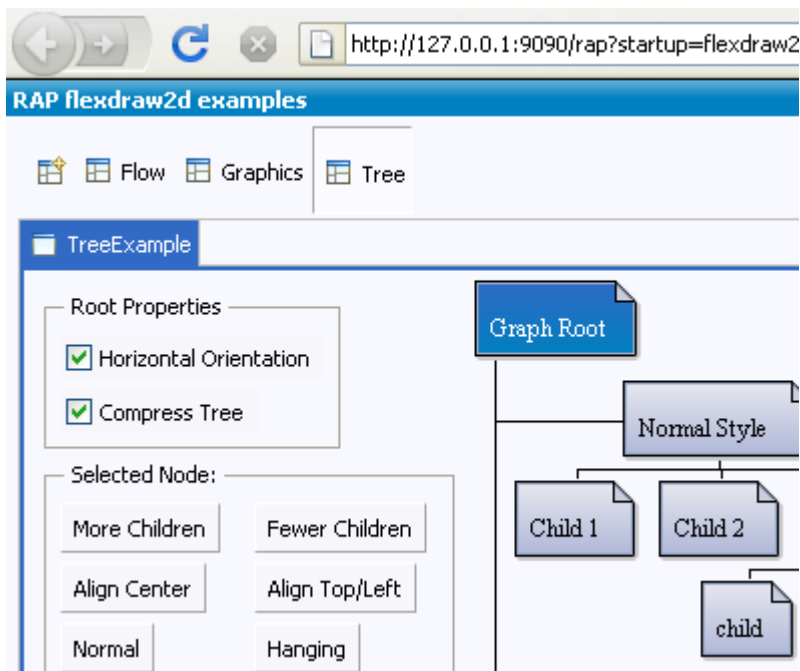 http://127.0.0.1:9090/rap?startup=flexdraw2
RAP flexdraw2d examples
Flow Graphics Tree
TreeExample
Root Properties
Horizontal Orientation
Compress Tree
Selected Node:
More Children Fewer Children
Align Center Align Top/Left
Normal Hanging
Graph Root
Normal Style
Child 1 Child 2
child